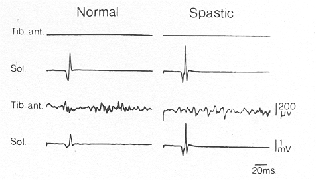 Normal Spastic
Tib. ant.
Sol.
Tib. ant. 200 µv
Sol. 1 mV
20ms